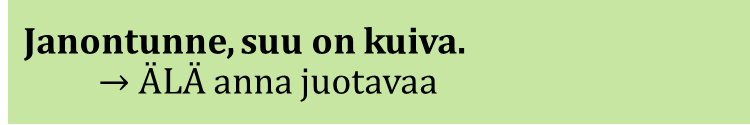 Janontunne, suu on kuiva.
→ ÄLÄ anna juotavaa